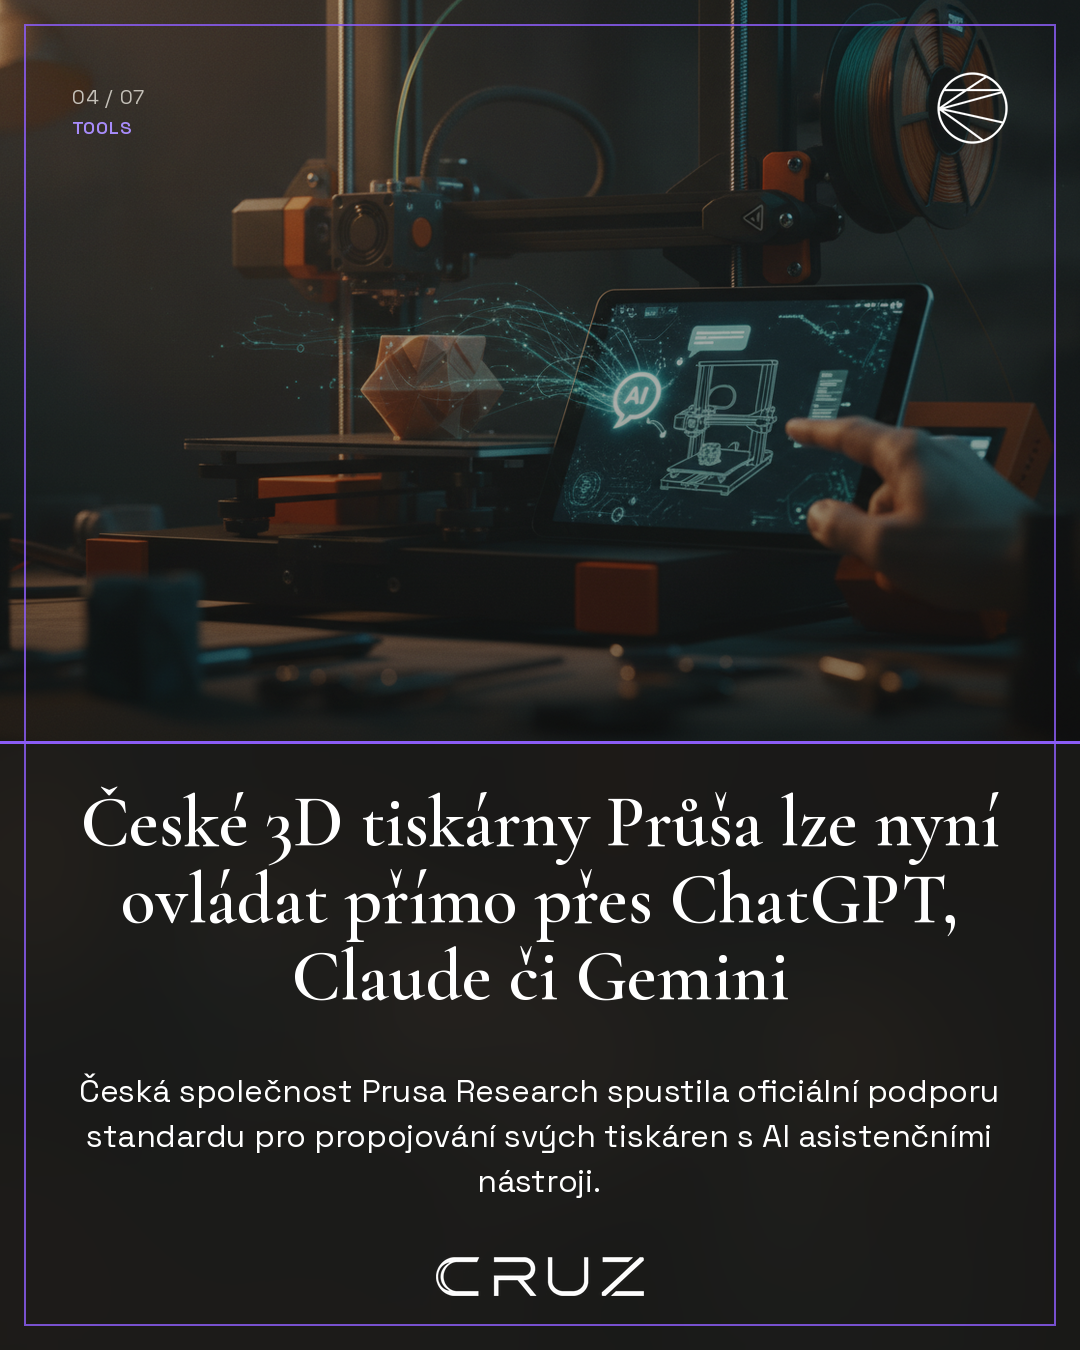 04 / 07
TOOLS
AI
České 3D tiskárny Průša lze nyní
ovládat přímo přes ChatGPT,
Claude či Gemini
Česká společnost Prusa Research spustila oficiální podporu
standardu pro propojování svých tiskáren s AI asistenčními
nástroji.
CRUZ